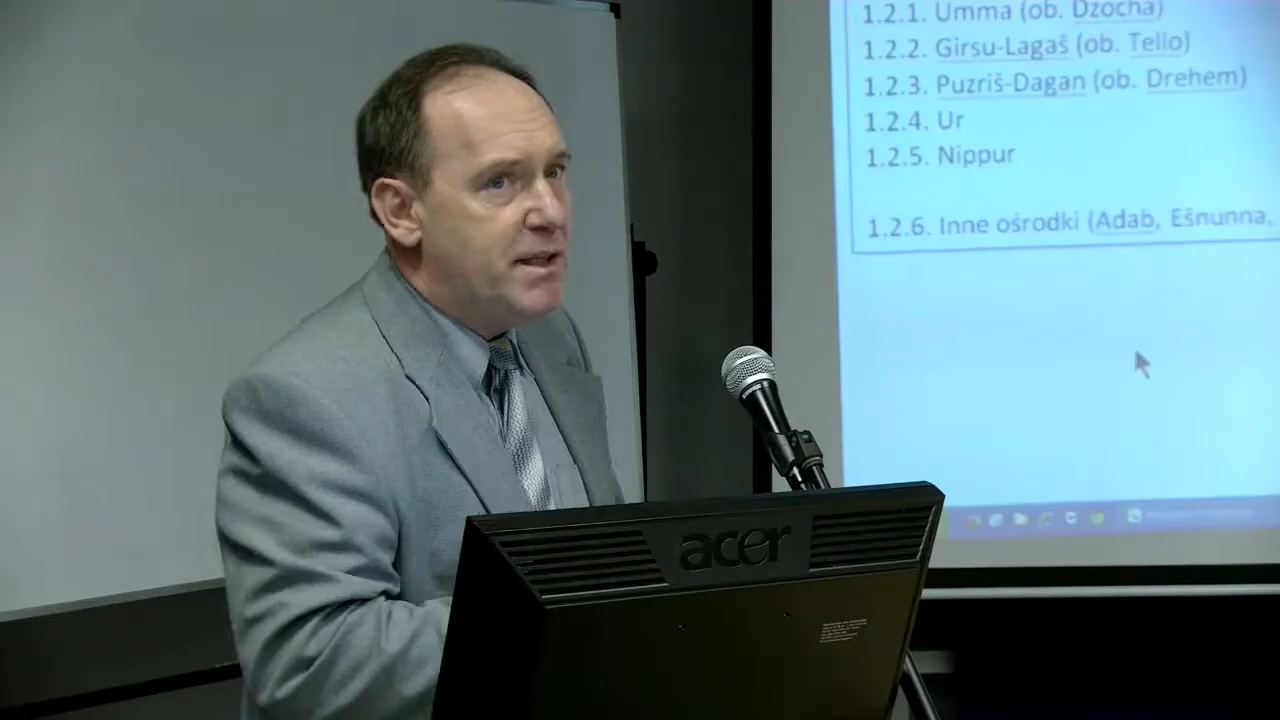 1.2.1. Umma (ob. Dzocha)
1.2.2. Girsu-Lagaš (ob. Tello)
1.2.3. Puzriš-Dagan (ob. Drehem)
1.2.4. Ur
1.2.5. Nippur
1.2.6. Inne ośrodki (Adab, Ešnunna,
acer